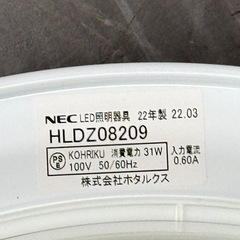 NEC LED照明器具 22年製 22.03
HLDZ08209
PSE KOHRIKU 消費電力 31W 入力電流
100V 50/60Hz 0.60A
株式会社ホタルクス